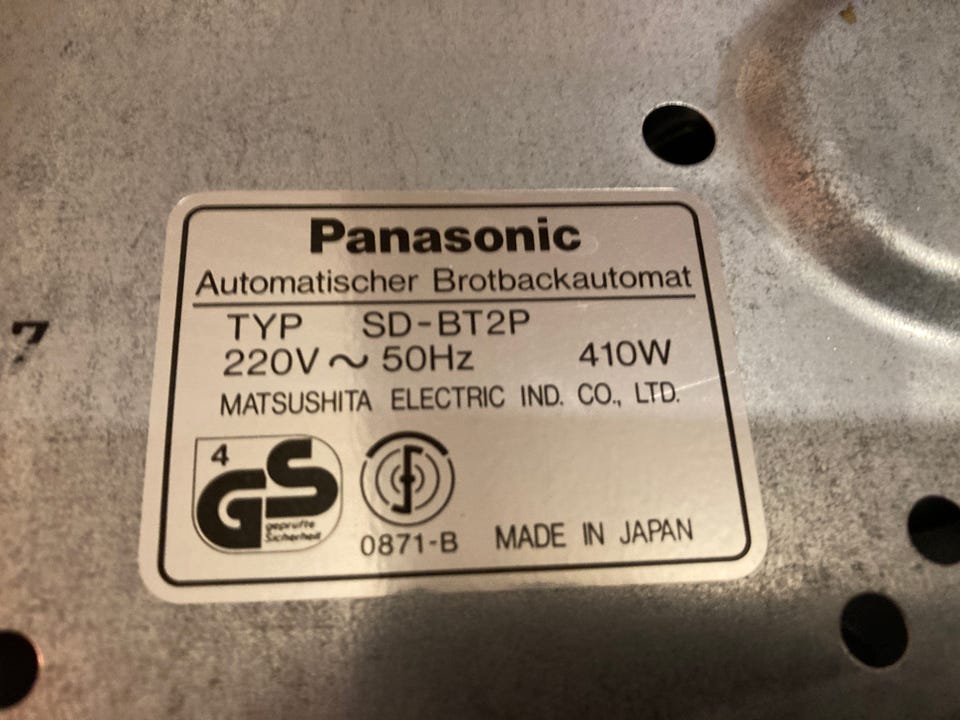 Panasonic
Automatischer Brotbackautomat
TYP SD-BT2P
220V ~ 50Hz 410W
MATSUSHITA ELECTRIC IND. CO., LTD.
4
GS
geprüfte
Sicherheit
0871-B MADE IN JAPAN
7